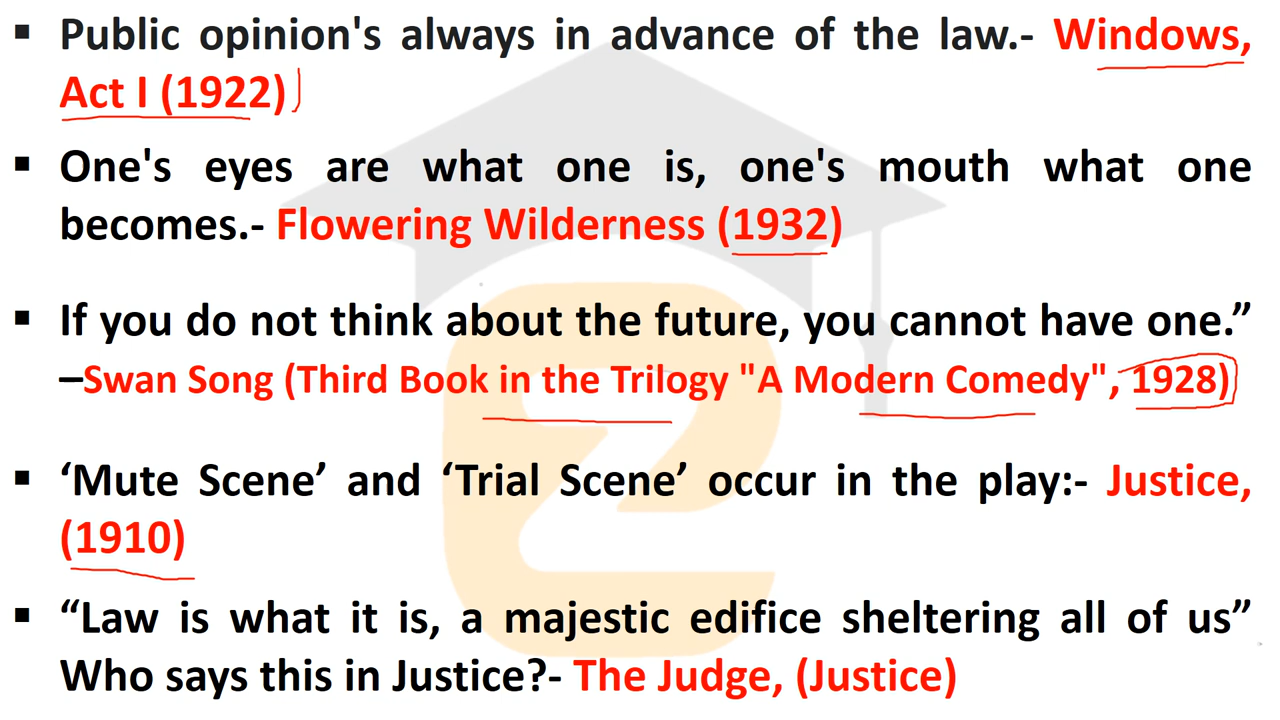 ▪ Public opinion's always in advance of the law.- Windows,
Act I (1922)
▪ One's eyes are what one is, one's mouth what one
becomes.- Flowering Wilderness (1932)
▪ If you do not think about the future, you cannot have one.”
–Swan Song (Third Book in the Trilogy "A Modern Comedy", 1928)
▪ ‘Mute Scene’ and ‘Trial Scene’ occur in the play:- Justice,
(1910)
▪ “Law is what it is, a majestic edifice sheltering all of us”
Who says this in Justice?- The Judge, (Justice)